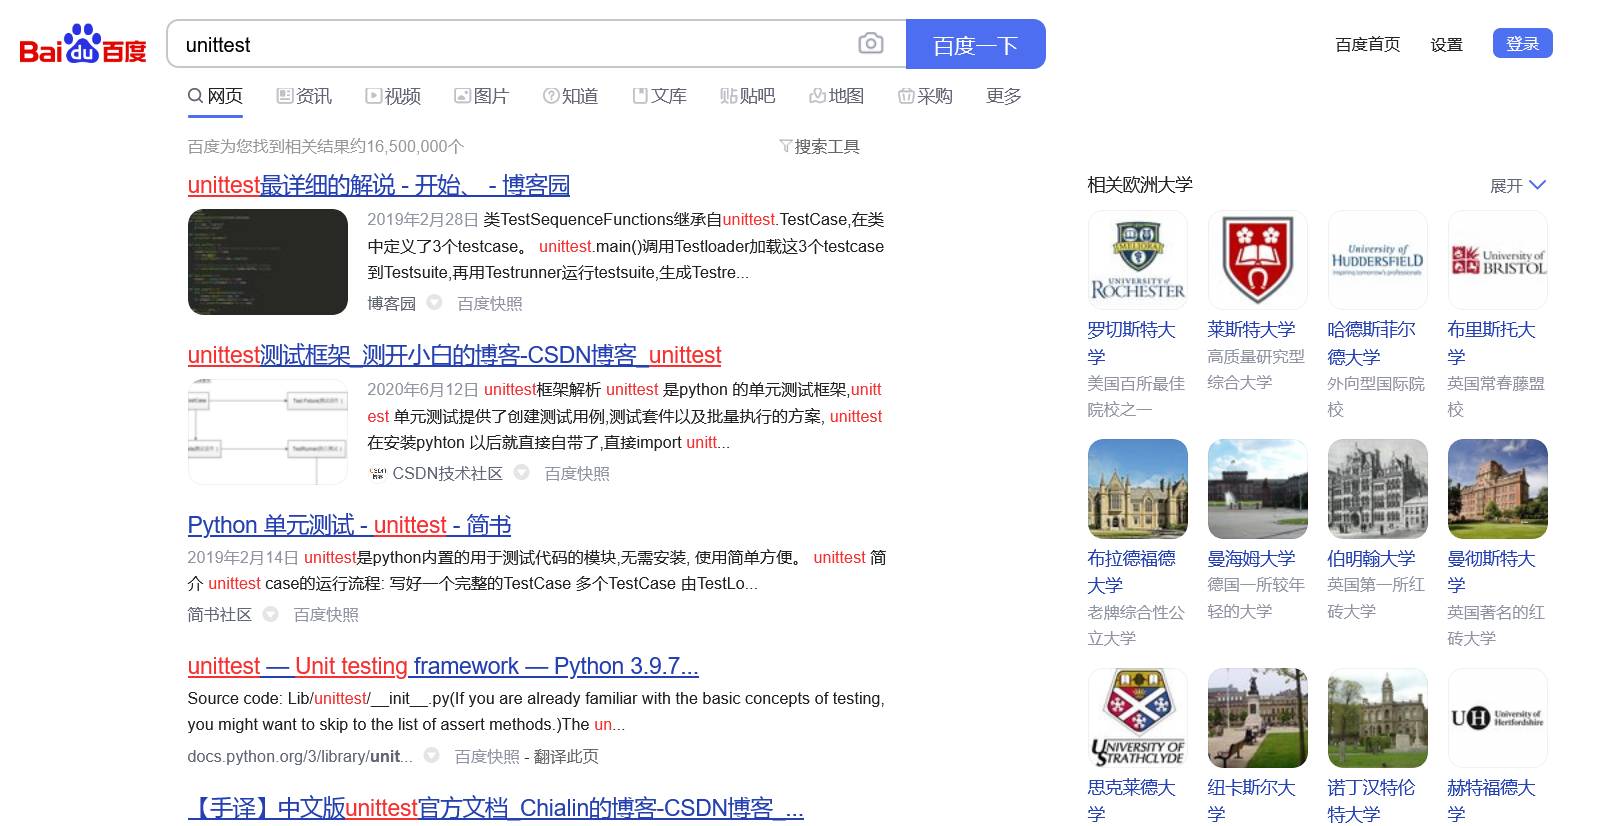 Bai du 百度 unittest 百度一下 百度首页 设置 登录
网页 资讯 视频 图片 知道 文库 贴吧 地图 采购 更多
百度为您找到相关结果约16,500,000个 搜索工具
unittest最详细的解说 - 开始、 - 博客园
2019年2月28日 类TestSequenceFunctions继承自unittest.TestCase,在类
中定义了3个testcase。 unittest.main()调用Testloader加载这3个testcase
到Testsuite,再用Testrunner运行testsuite,生成Testre...
博客园 百度快照
unittest测试框架_测开小白的博客-CSDN博客_unittest
2020年6月12日 unittest框架解析 unittest 是python 的单元测试框架,unitt
est 单元测试提供了创建测试用例,测试套件以及批量执行的方案, unittest
在安装pyhton 以后就直接自带了,直接import unitt...
CSDN技术社区 百度快照
Python 单元测试 - unittest - 简书
2019年2月14日 unittest是python内置的用于测试代码的模块,无需安装, 使用简单方便。 unittest 简
介 unittest case的运行流程: 写好一个完整的TestCase 多个TestCase 由TestLo...
简书社区 百度快照
unittest — Unit testing framework — Python 3.9.7...
Source code: Lib/unittest/__init__.py(If you are already familiar with the basic concepts of testing,
you might want to skip to the list of assert methods.)The un...
docs.python.org/3/library/unit... 百度快照 - 翻译此页
【手译】中文版unittest官方文档_Chialin的博客-CSDN博客_...
相关欧洲大学 展开
MELIORA
UNIVERSITY of
ROCHESTER
University of
HUDDERSFIELD
Inspiring tomorrow's professionals
University of
BRISTOL
罗切斯特大
学
美国百所最佳
院校之一
莱斯特大学
高质量研究型
综合大学
哈德斯菲尔
德大学
外向型国际院
校
布里斯托大
学
英国常春藤盟
校
布拉德福德
大学
老牌综合性公
立大学
曼海姆大学
德国一所较年
轻的大学
伯明翰大学
英国第一所红
砖大学
曼彻斯特大
学
英国著名的红
砖大学
UNIVERSITY OF
STRATHCLYDE
UH University of
Hertfordshire
思克莱德大
学
纽卡斯尔大
学
诺丁汉特伦
特大学
赫特福德大
学